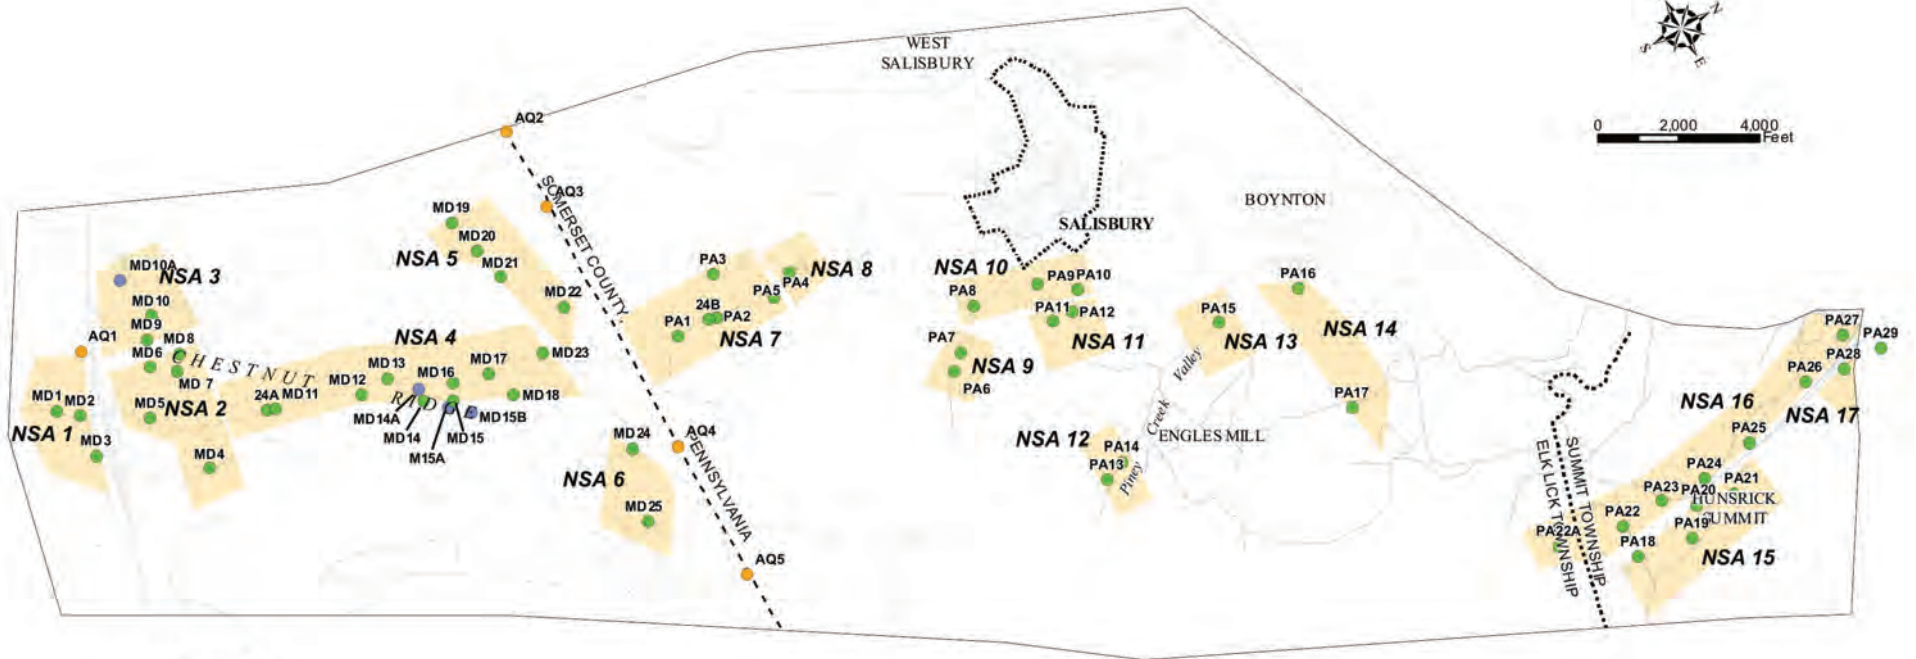 N
S
E
WEST
SALISBURY
0 2,000 4,000
Feet
AQ2
SOMERSET COUNTY,
PENNSYLVANIA
AQ3
MD19
MD20
NSA 5
MD21
MD22
SALISBURY
BOYNTON
MD10A
NSA 3
MD10
MD9
MD8
MD6
MD 7
AQ1
CHESTNUT
RIDGE
MD1
MD2
NSA 1
MD3
MD5
NSA 2
MD4
24A
MD11
NSA 4
MD12
MD13
MD16
MD17
MD23
MD18
MD14A
MD14
M15A
MD15
MD15B
PA3
24B
PA1
PA2
NSA 7
PA5
PA4
NSA 8
MD24
AQ4
NSA 6
MD25
AQ5
NSA 10
PA8
PA9
PA10
PA11
PA12
NSA 11
PA7
NSA 9
PA6
PA15
NSA 13
PA16
NSA 14
PA17
Piney Creek Valley
ENGLES MILL
NSA 12
PA14
PA13
PA27
PA29
PA28
PA26
NSA 17
NSA 16
PA25
PA24
PA23
PA20
PA21
HUNSRICK
SUMMIT
PA22
PA19
PA18
NSA 15
PA22A
SUMMIT TOWNSHIP
ELK LICK TOWNSHIP